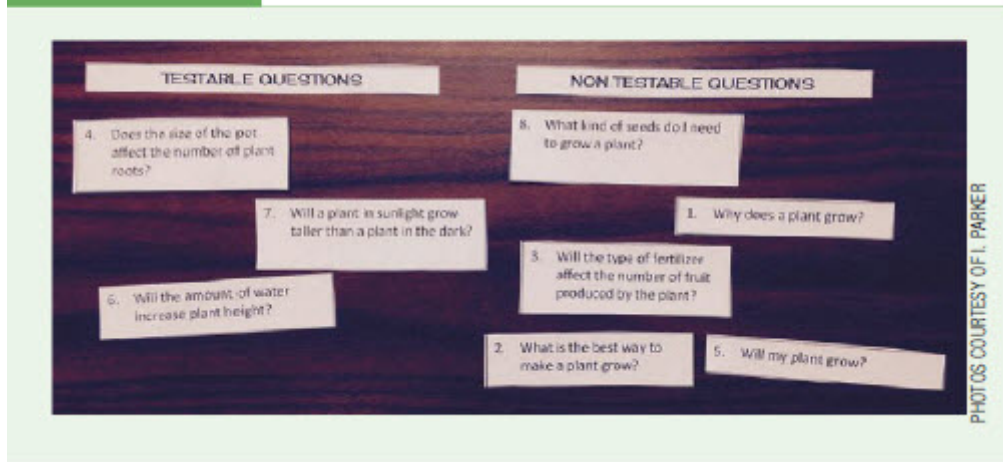 TESTABLE QUESTIONS
4. Does the size of the pot
affect the number of plant
roots?
7. Will a plant in sunlight grow
taller than a plant in the dark?
6. Will the amount of water
increase plant height?
NON TESTABLE QUESTIONS
8. What kind of seeds do I need
to grow a plant?
1. Why does a plant grow?
3. Will the type of fertilizer
affect the number of fruit
produced by the plant?
2. What is the best way to
make a plant grow?
5. Will my plant grow?
PHOTOS COURTESY OF I. PARKER